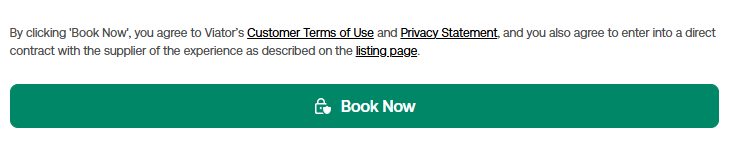 By clicking 'Book Now', you agree to Viator's Customer Terms of Use and Privacy Statement, and you also agree to enter into a direct
contract with the supplier of the experience as described on the listing page.
Book Now